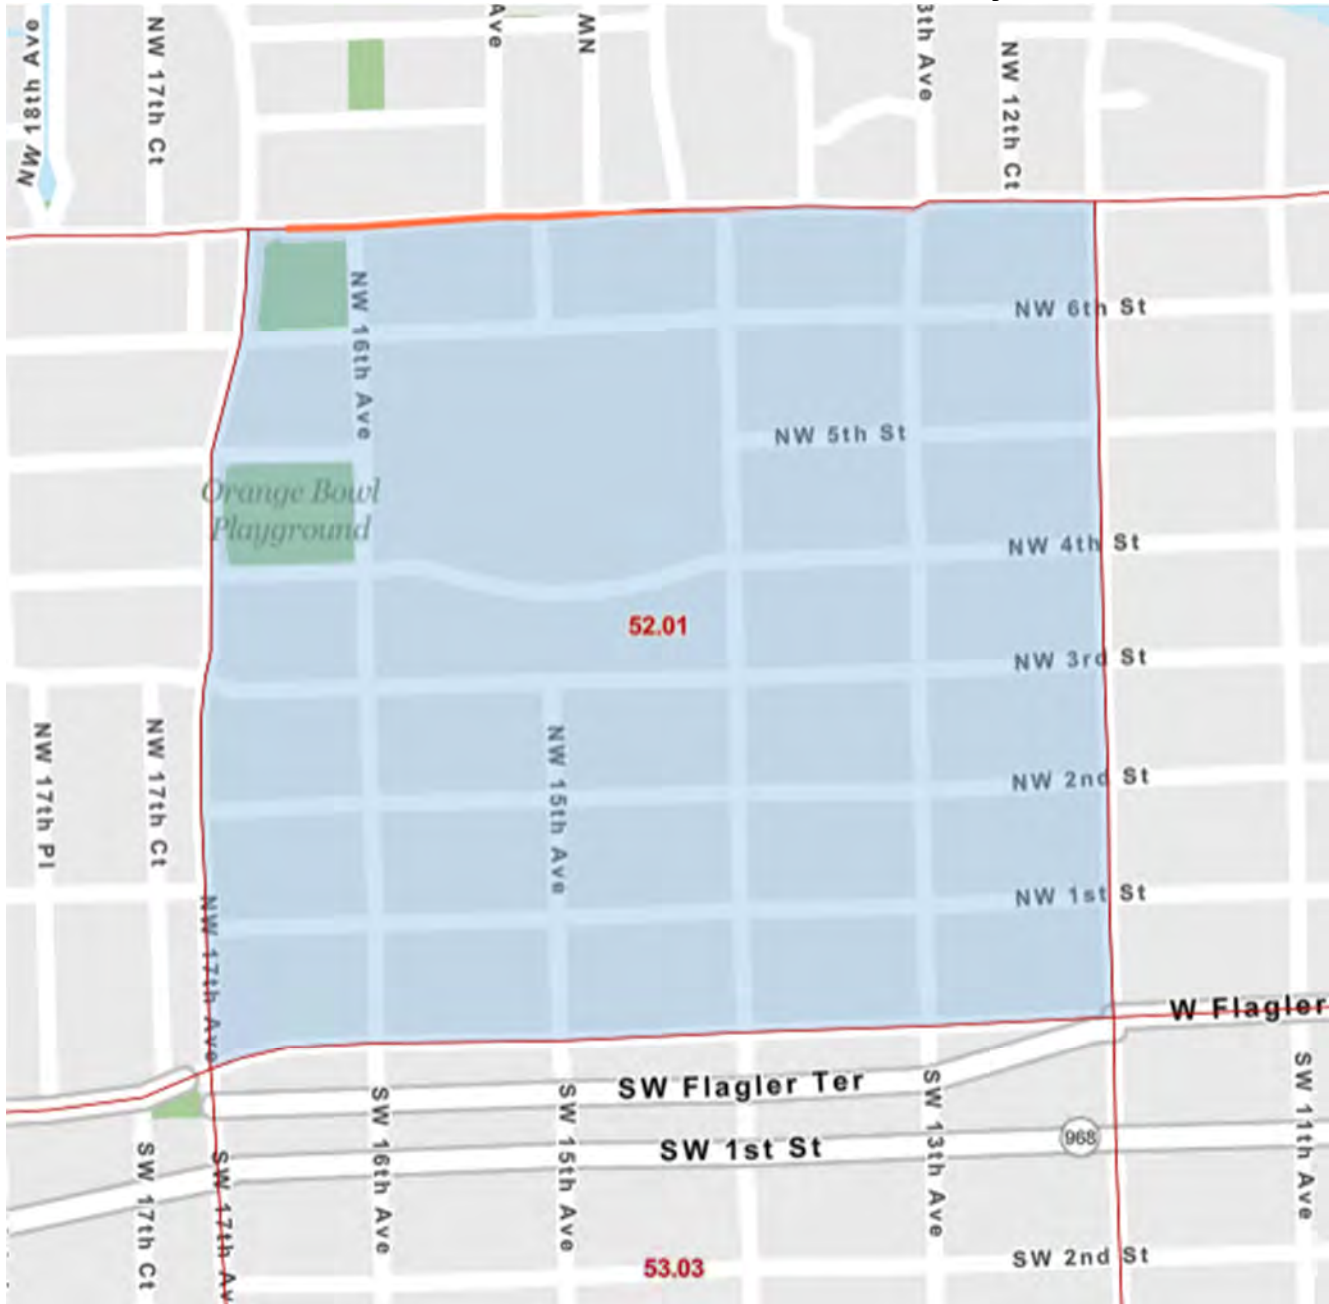 NW 18th Ave
NW 17th Ct
Ave
NW
3th Ave
NW 12th Ct
NW 16th Ave
NW 6th St
NW 5th St
Orange Bowl
Playground
NW 4th St
52.01
NW 3rd St
NW 17th Pl
NW 17th Ct
NW 15th Ave
NW 2nd St
NW 17th Ave
NW 1st St
W Flagler
SW Flagler Ter
SW 16th Ave
SW 15th Ave
SW 13th Ave
SW 11th Ave
968
SW 1st St
SW 17th Ct
SW 17th Av
SW 2nd St
53.03